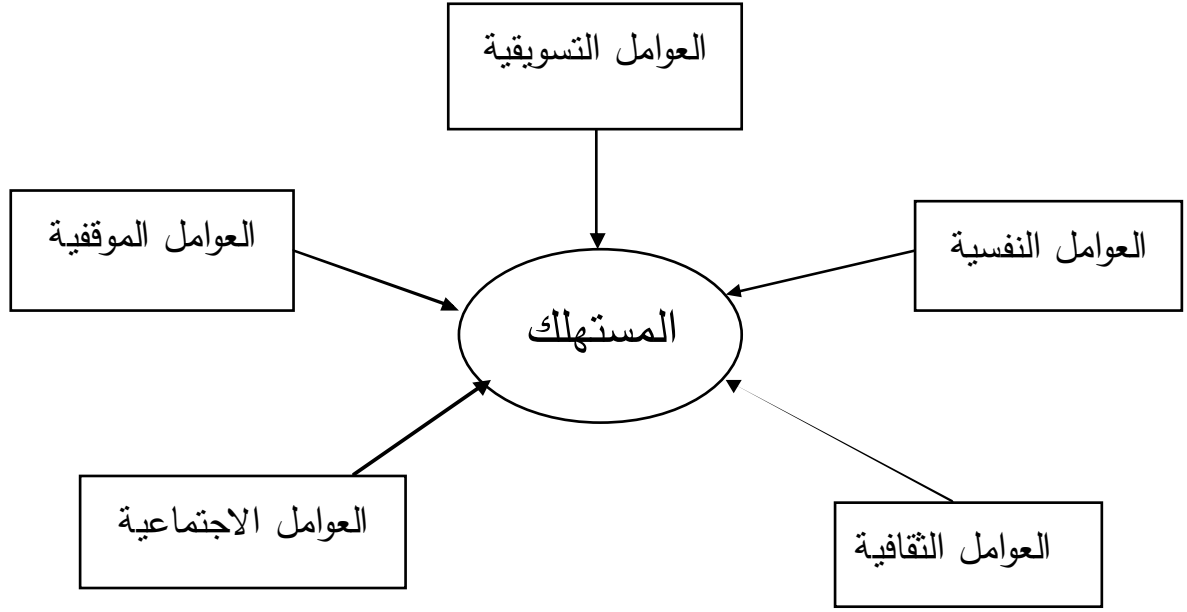 العوامل التسويقية
العوامل النفسية
العوامل الموقفية
المستهلك
العوامل الثقافية
العوامل الاجتماعية